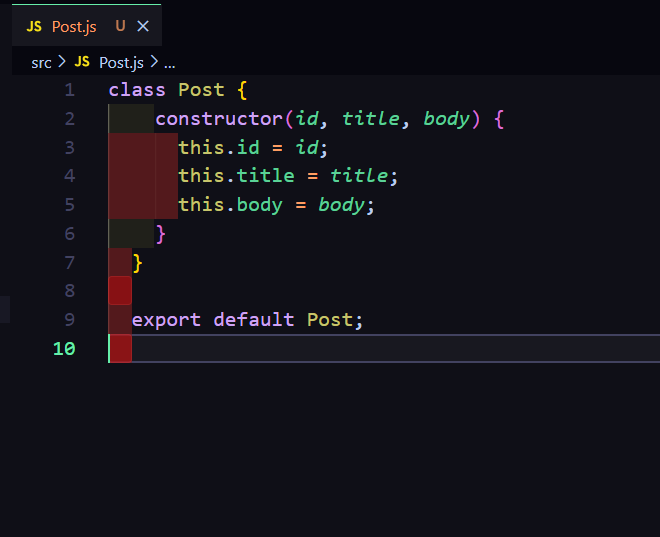 JS Post.js U ×
src > JS Post.js > ...
1 class Post {
2     constructor(id, title, body) {
3       this.id = id;
4       this.title = title;
5       this.body = body;
6     }
7   }
8
9   export default Post;
10